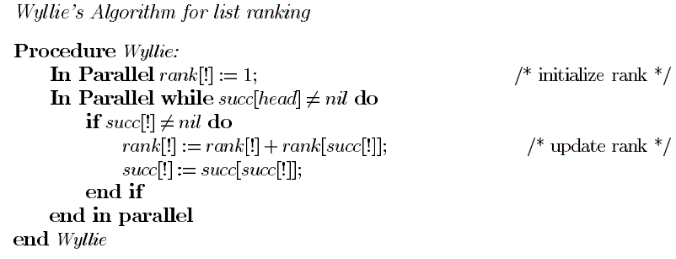 Wyllie's Algorithm for list ranking
Procedure Wyllie:
In Parallel rank[!] := 1; /* initialize rank */
In Parallel while succ[head] ≠ nil do
if succ[!] ≠ nil do
rank[!] := rank[!] + rank[succ[!]]; /* update rank */
succ[!] := succ[succ[!]];
end if
end in parallel
end Wyllie